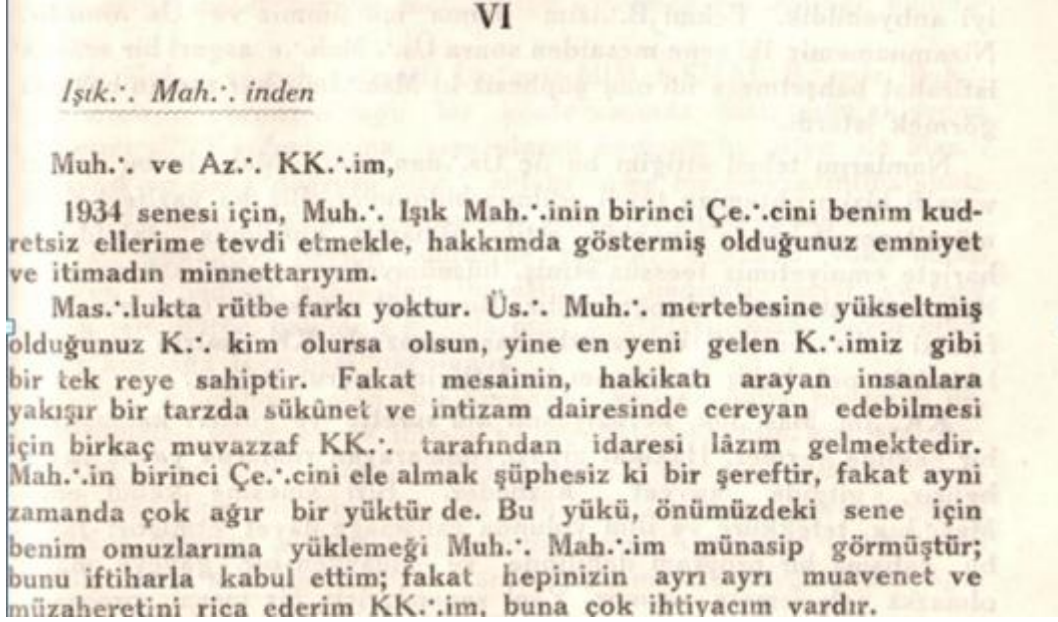 VI
Işık.·. Mah.·. inden
Muh.·. ve Az.·. KK.·.im,
1934 senesi için, Muh.·. Işık Mah.·.inin birinci Çe.·.cini benim kud-
retsiz ellerime tevdi etmekle, hakkımda göstermiş olduğunuz emniyet
ve itimadın minnettarıyım.
Mas.·.lukta rütbe farkı yoktur. Üs.·. Muh.·. mertebesine yükseltmiş
olduğunuz K.·. kim olursa olsun, yine en yeni gelen K.·.imiz gibi
bir tek reye sahiptir. Fakat mesainin, hakikatı arayan insanlara
yakışır bir tarzda sükûnet ve intizam dairesinde cereyan edebilmesi
için birkaç muvazzaf KK.·. tarafından idaresi lâzım gelmektedir.
Mah.·.in birinci Çe.·.cini ele almak şüphesiz ki bir şereftir, fakat ayni
zamanda çok ağır bir yüktür de. Bu yükü, önümüzdeki sene için
benim omuzlarıma yüklemeği Muh.·. Mah.·.im münasip görmüştür;
bunu iftiharla kabul ettim; fakat hepinizin ayrı ayrı muavenet ve
müzaheretini rica ederim KK.·.im, buna çok ihtiyacım vardır.